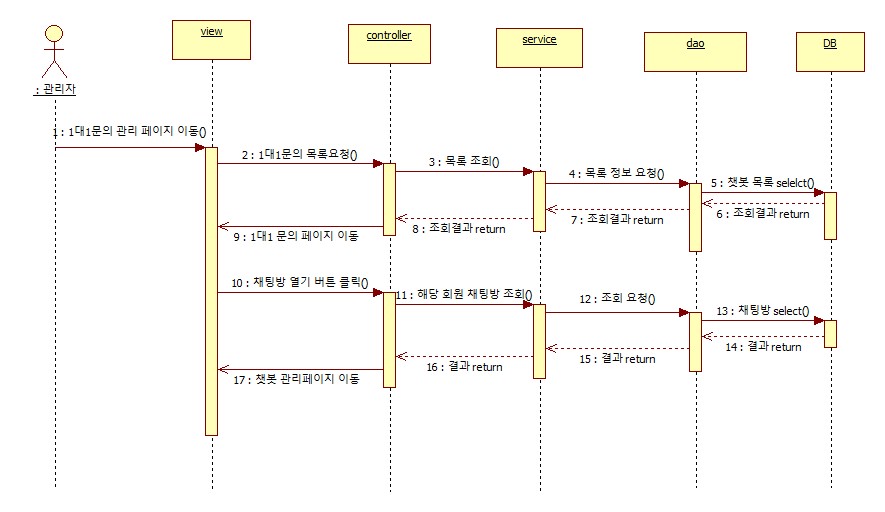 view
controller
service
dao
DB
: 관리자
1 : 1대1문의 관리 페이지 이동()
2 : 1대1문의 목록요청()
3 : 목록 조회()
4 : 목록 정보 요청()
5 : 챗봇 목록 selelct()
6 : 조회결과 return
7 : 조회결과 return
8 : 조회결과 return
9 : 1대1 문의 페이지 이동
10 : 채팅방 열기 버튼 클릭()
11 : 해당 회원 채팅방 조회()
12 : 조회 요청()
13 : 채팅방 select()
14 : 결과 return
15 : 결과 return
16 : 결과 return
17 : 챗봇 관리페이지 이동